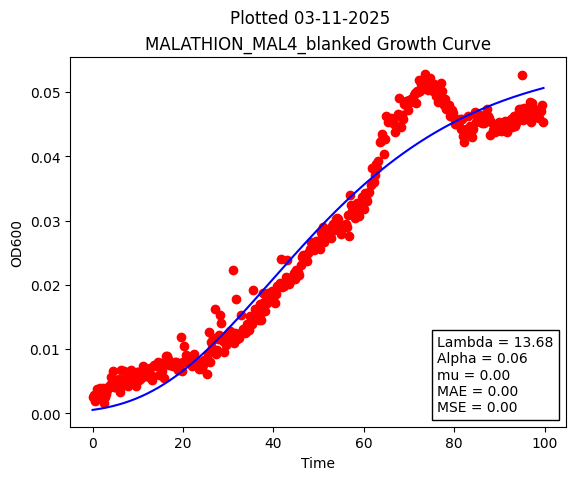 Plotted 03-11-2025
MALATHION_MAL4_blanked Growth Curve
OD600
0.05
0.04
0.03
0.02
0.01
0.00
Lambda = 13.68
Alpha = 0.06
mu = 0.00
MAE = 0.00
MSE = 0.00
0 20 40 60 80 100
Time